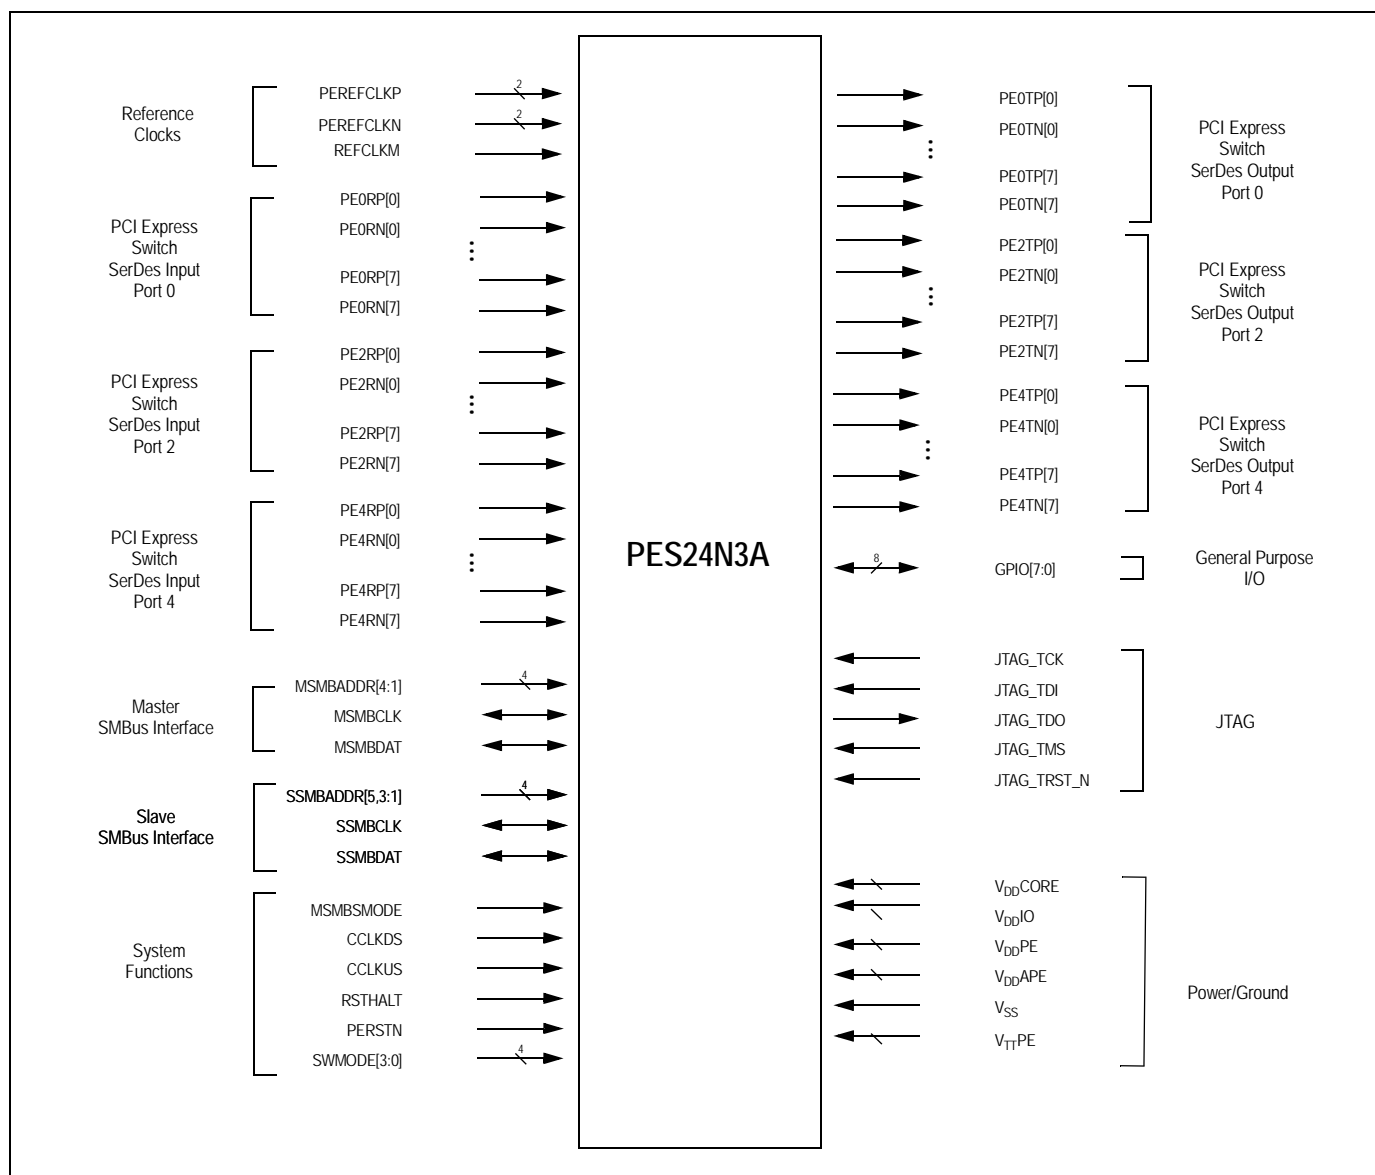 Reference
Clocks
PEREFCLKP
2
PEREFCLKN
2
REFCLKM
PCI Express
Switch
SerDes Input
Port 0
PE0RP[0]
PE0RN[0]
PE0RP[7]
PE0RN[7]
PCI Express
Switch
SerDes Input
Port 2
PE2RP[0]
PE2RN[0]
PE2RP[7]
PE2RN[7]
PCI Express
Switch
SerDes Input
Port 4
PE4RP[0]
PE4RN[0]
PE4RP[7]
PE4RN[7]
Master
SMBus Interface
MSMBADDR[4:1]
4
MSMBCLK
MSMBDAT
Slave
SMBus Interface
SSMBADDR[5,3:1]
4
SSMBCLK
SSMBDAT
System
Functions
MSMBSMODE
CCLKDS
CCLKUS
RSTHALT
PERSTN
SWMODE[3:0]
4
PES24N3A
PE0TP[0]
PE0TN[0]
PE0TP[7]
PE0TN[7]
PCI Express
Switch
SerDes Output
Port 0
PE2TP[0]
PE2TN[0]
PE2TP[7]
PE2TN[7]
PCI Express
Switch
SerDes Output
Port 2
PE4TP[0]
PE4TN[0]
PE4TP[7]
PE4TN[7]
PCI Express
Switch
SerDes Output
Port 4
8
GPIO[7:0]
General Purpose
I/O
JTAG_TCK
JTAG_TDI
JTAG_TDO
JTAG_TMS
JTAG_TRST_N
JTAG
VDDCORE
VDDIO
VDDPE
VDDAPE
VSS
VTTPE
Power/Ground